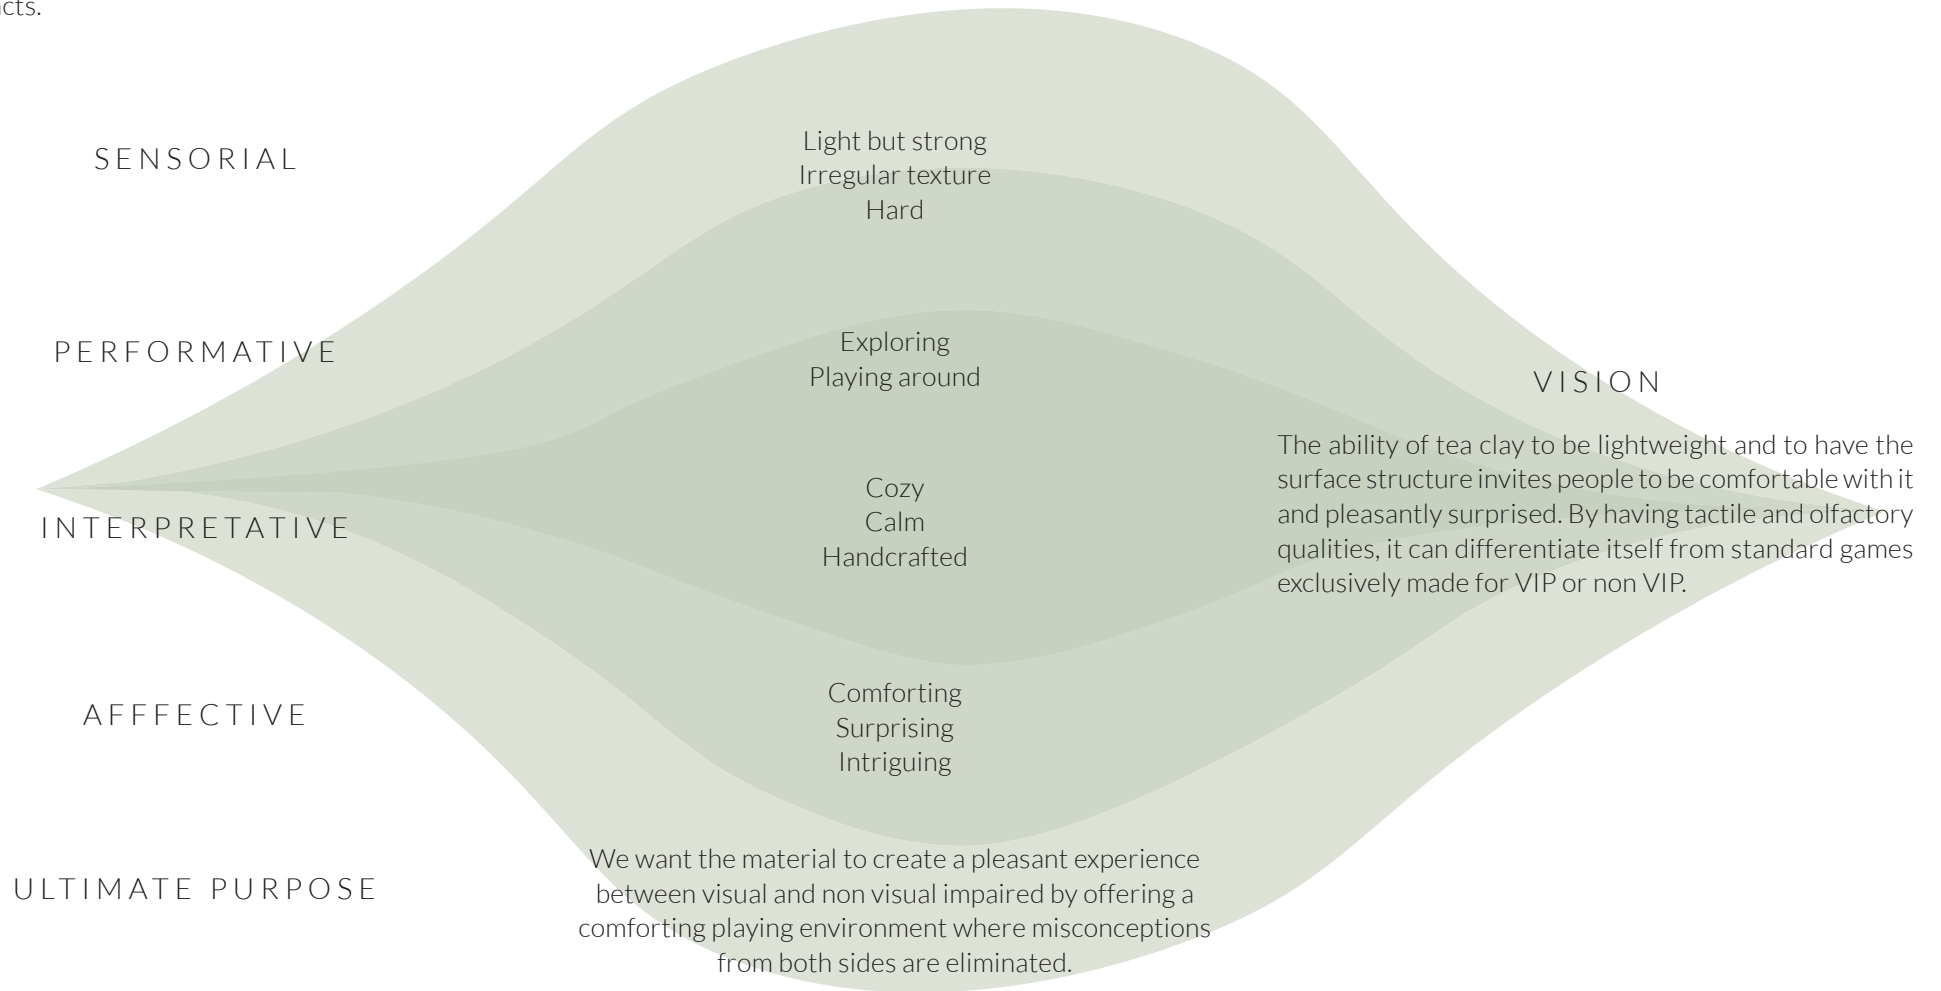 SENSORIAL
Light but strong
Irregular texture
Hard
PERFORMATIVE
Exploring
Playing around
INTERPRETATIVE
Cozy
Calm
Handcrafted
AFFFECTIVE
Comforting
Surprising
Intriguing
ULTIMATE PURPOSE
We want the material to create a pleasant experience
between visual and non visual impaired by offering a
comforting playing environment where misconceptions
from both sides are eliminated.
VISION
The ability of tea clay to be lightweight and to have the
surface structure invites people to be comfortable with it
and pleasantly surprised. By having tactile and olfactory
qualities, it can differentiate itself from standard games
exclusively made for VIP or non VIP.